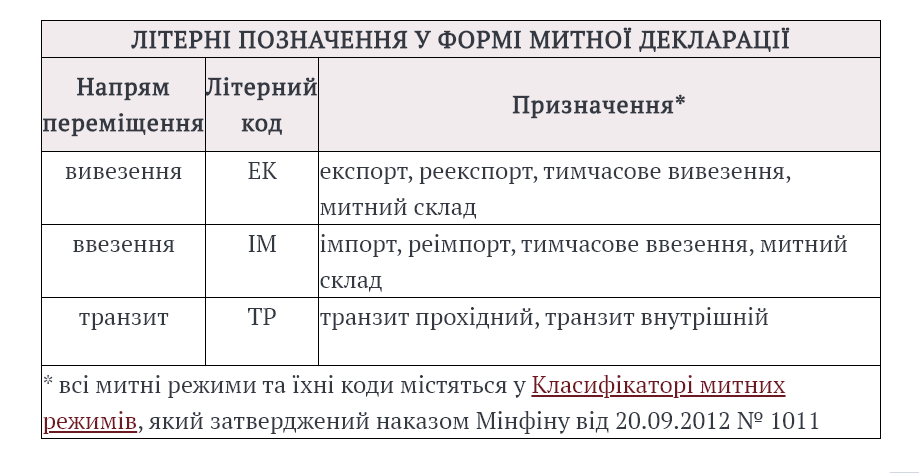 ЛІТЕРНІ ПОЗНАЧЕННЯ У ФОРМІ МИТНОЇ ДЕКЛАРАЦІЇ
Напрям переміщення
Літерний код
Призначення*
вивезення
ЕК
експорт, реекспорт, тимчасове вивезення,
митний склад
ввезення
ІМ
імпорт, реімпорт, тимчасове ввезення, митний
склад
транзит
ТР
транзит прохідний, транзит внутрішній
* всі митні режими та їхні коди містяться у Класифікаторі митних
режимів, який затверджений наказом Мінфіну від 20.09.2012 № 1011